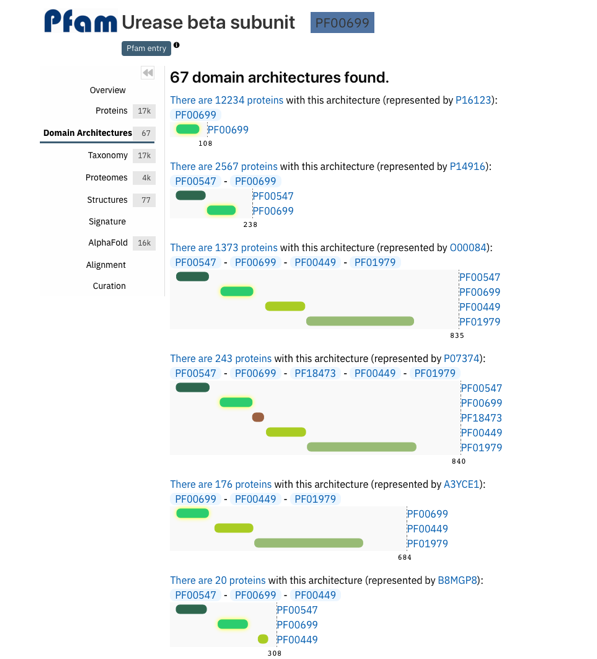 Pfam Urease beta subunit PF00699
Pfam entry
Overview
Proteins 17k
Domain Architectures 67
Taxonomy 17k
Proteomes 4k
Structures 77
Signature
AlphaFold 16k
Alignment
Curation
67 domain architectures found.
There are 12234 proteins with this architecture (represented by P16123):
PF00699
PF00699
108
There are 2567 proteins with this architecture (represented by P14916):
PF00547 - PF00699
PF00547
PF00699
238
There are 1373 proteins with this architecture (represented by O00084):
PF00547 - PF00699 - PF00449 - PF01979
PF00547
PF00699
PF00449
PF01979
835
There are 243 proteins with this architecture (represented by P07374):
PF00547 - PF00699 - PF18473 - PF00449 - PF01979
PF00547
PF00699
PF18473
PF00449
PF01979
840
There are 176 proteins with this architecture (represented by A3YCE1):
PF00699 - PF00449 - PF01979
PF00699
PF00449
PF01979
684
There are 20 proteins with this architecture (represented by B8MGP8):
PF00547 - PF00699 - PF00449
PF00547
PF00699
PF00449
308